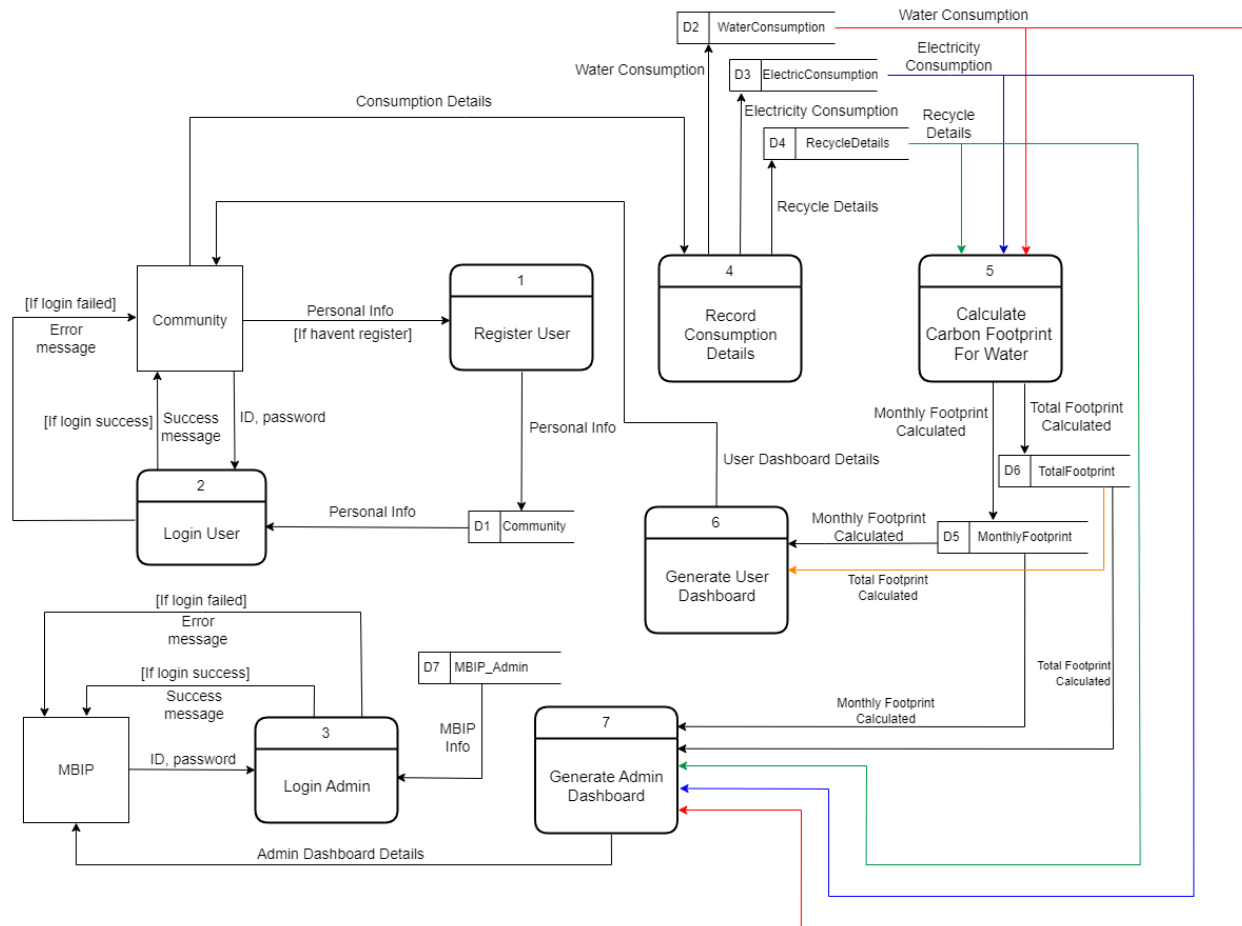 D2
WaterConsumption
Water Consumption
Water Consumption
D3
ElectricConsumption
Electricity
Consumption
Electricity Consumption
D4
RecycleDetails
Recycle
Details
Recycle Details
Consumption Details
Community
[If login failed]
Error
message
Personal Info
[If havent register]
1
Register User
4
Record
Consumption
Details
5
Calculate
Carbon Footprint
For Water
[If login success]
Success
message
ID, password
Personal Info
2
Login User
Personal Info
D1
Community
User Dashboard Details
Monthly Footprint
Calculated
Total Footprint
Calculated
D6
TotalFootprint
D5
MonthlyFootprint
6
Generate User
Dashboard
Monthly Footprint
Calculated
Total Footprint
Calculated
[If login failed]
Error
message
[If login success]
Success
message
D7
MBIP_Admin
MBIP
Info
MBIP
ID, password
3
Login Admin
7
Generate Admin
Dashboard
Monthly Footprint
Calculated
Total Footprint
Calculated
Admin Dashboard Details